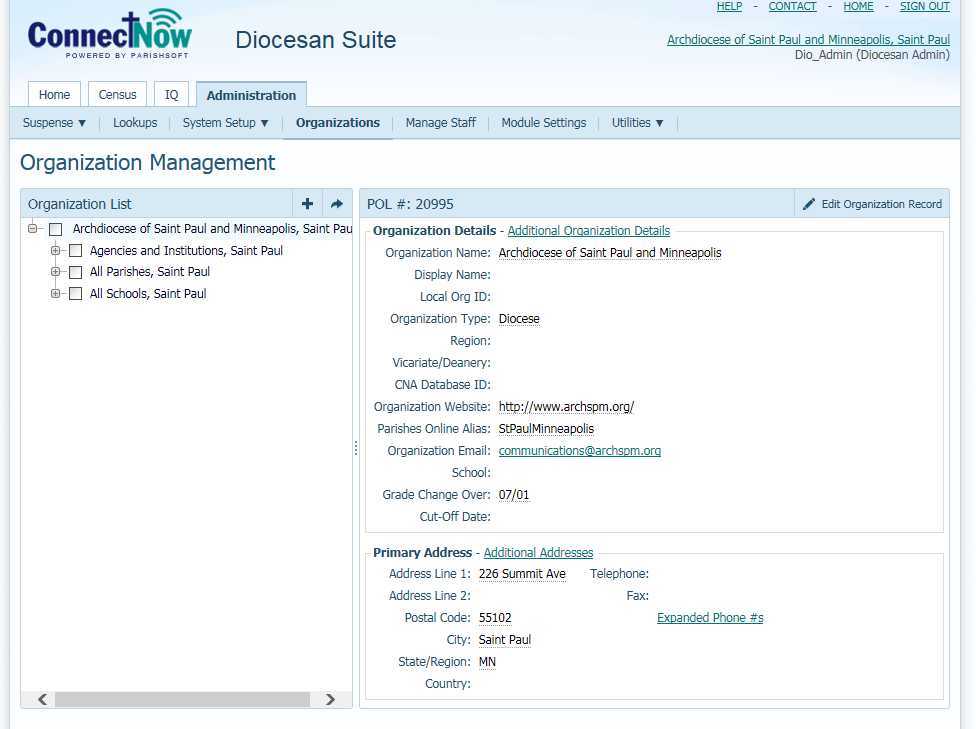 HELP - CONTACT - HOME - SIGN OUT
ConnectNow
POWERED BY PARISHSOFT
Diocesan Suite
Archdiocese of Saint Paul and Minneapolis, Saint Paul
Dio_Admin (Diocesan Admin)
Home Census IQ Administration
Suspense ▼ Lookups System Setup ▼ Organizations Manage Staff Module Settings Utilities ▼
Organization Management
Organization List
Archdiocese of Saint Paul and Minneapolis, Saint Pau
Agencies and Institutions, Saint Paul
All Parishes, Saint Paul
All Schools, Saint Paul
POL #: 20995 Edit Organization Record
Organization Details - Additional Organization Details
Organization Name: Archdiocese of Saint Paul and Minneapolis
Display Name:
Local Org ID:
Organization Type: Diocese
Region:
Vicariate/Deanery:
CNA Database ID:
Organization Website: http://www.archspm.org/
Parishes Online Alias: StPaulMinneapolis
Organization Email: communications@archspm.org
School:
Grade Change Over: 07/01
Cut-Off Date:
Primary Address - Additional Addresses
Address Line 1: 226 Summit Ave Telephone:
Address Line 2: Fax:
Postal Code: 55102 Expanded Phone #s
City: Saint Paul
State/Region: MN
Country: